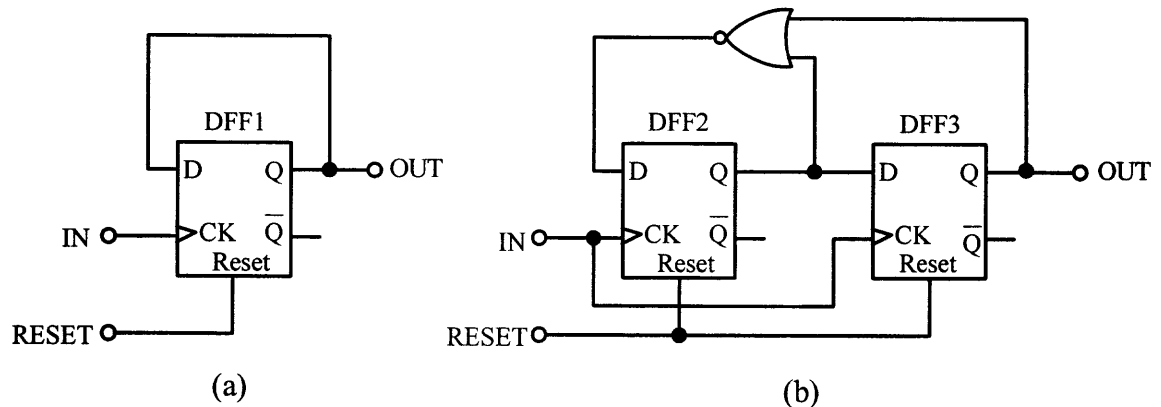 DFF1
D
Q
OUT
IN
CK
Q̅
Reset
RESET
(a)
DFF2
D
Q
IN
CK
Q̅
Reset
RESET
DFF3
D
Q
OUT
CK
Q̅
Reset
(b)